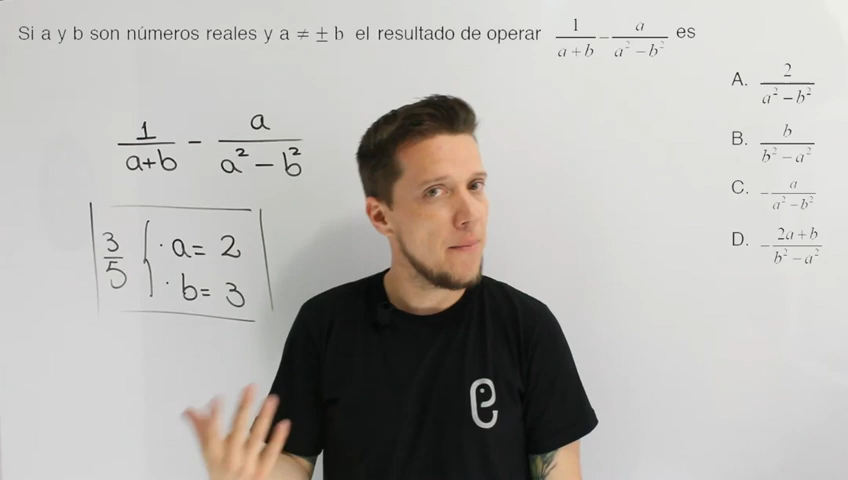 Si a y b son números reales y a ≠ ± b el resultado de operar 1/(a+b) − a/(a² − b²) es
A. 2/(a² − b²)
B. b/(b² − a²)
C. − a/(a² − b²)
D. − (2a + b)/(b² − a²)
1/(a+b) − a/(a² − b²)
3/5 { · a = 2
· b = 3
e